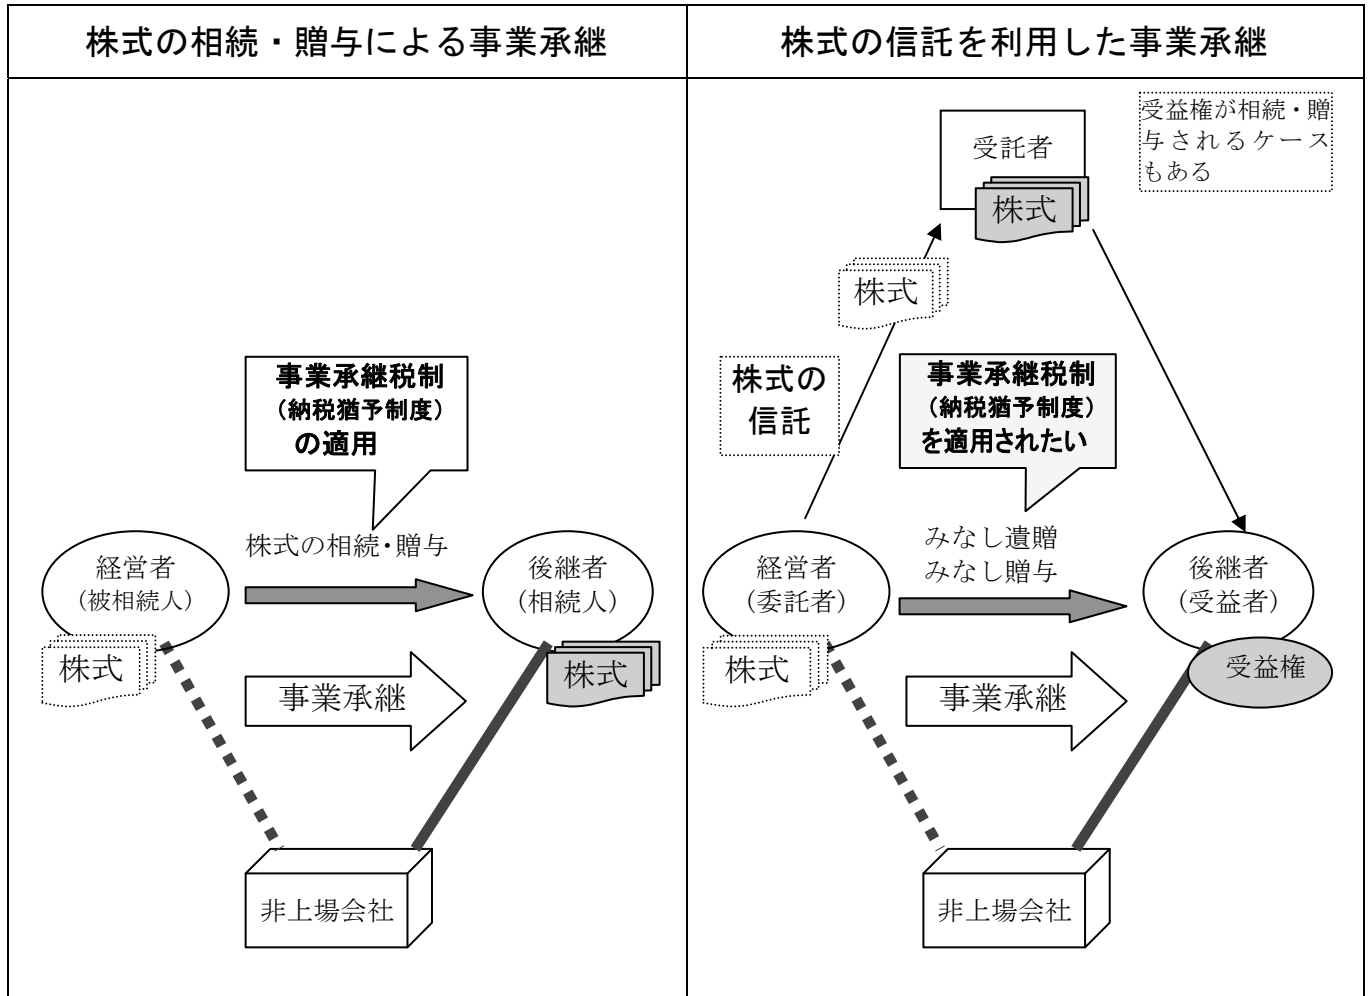 株式の相続・贈与による事業承継
事業承継税制
（納税猶予制度）
の適用
株式の相続・贈与
経営者
（被相続人）
株式
後継者
（相続人）
株式
事業承継
非上場会社
株式の信託を利用した事業承継
受益権が相続・贈
与されるケース
もある
受託者
株式
株式
株式の
信託
事業承継税制
（納税猶予制度）
を適用されたい
みなし遺贈
みなし贈与
経営者
（委託者）
株式
後継者
（受益者）
受益権
事業承継
非上場会社